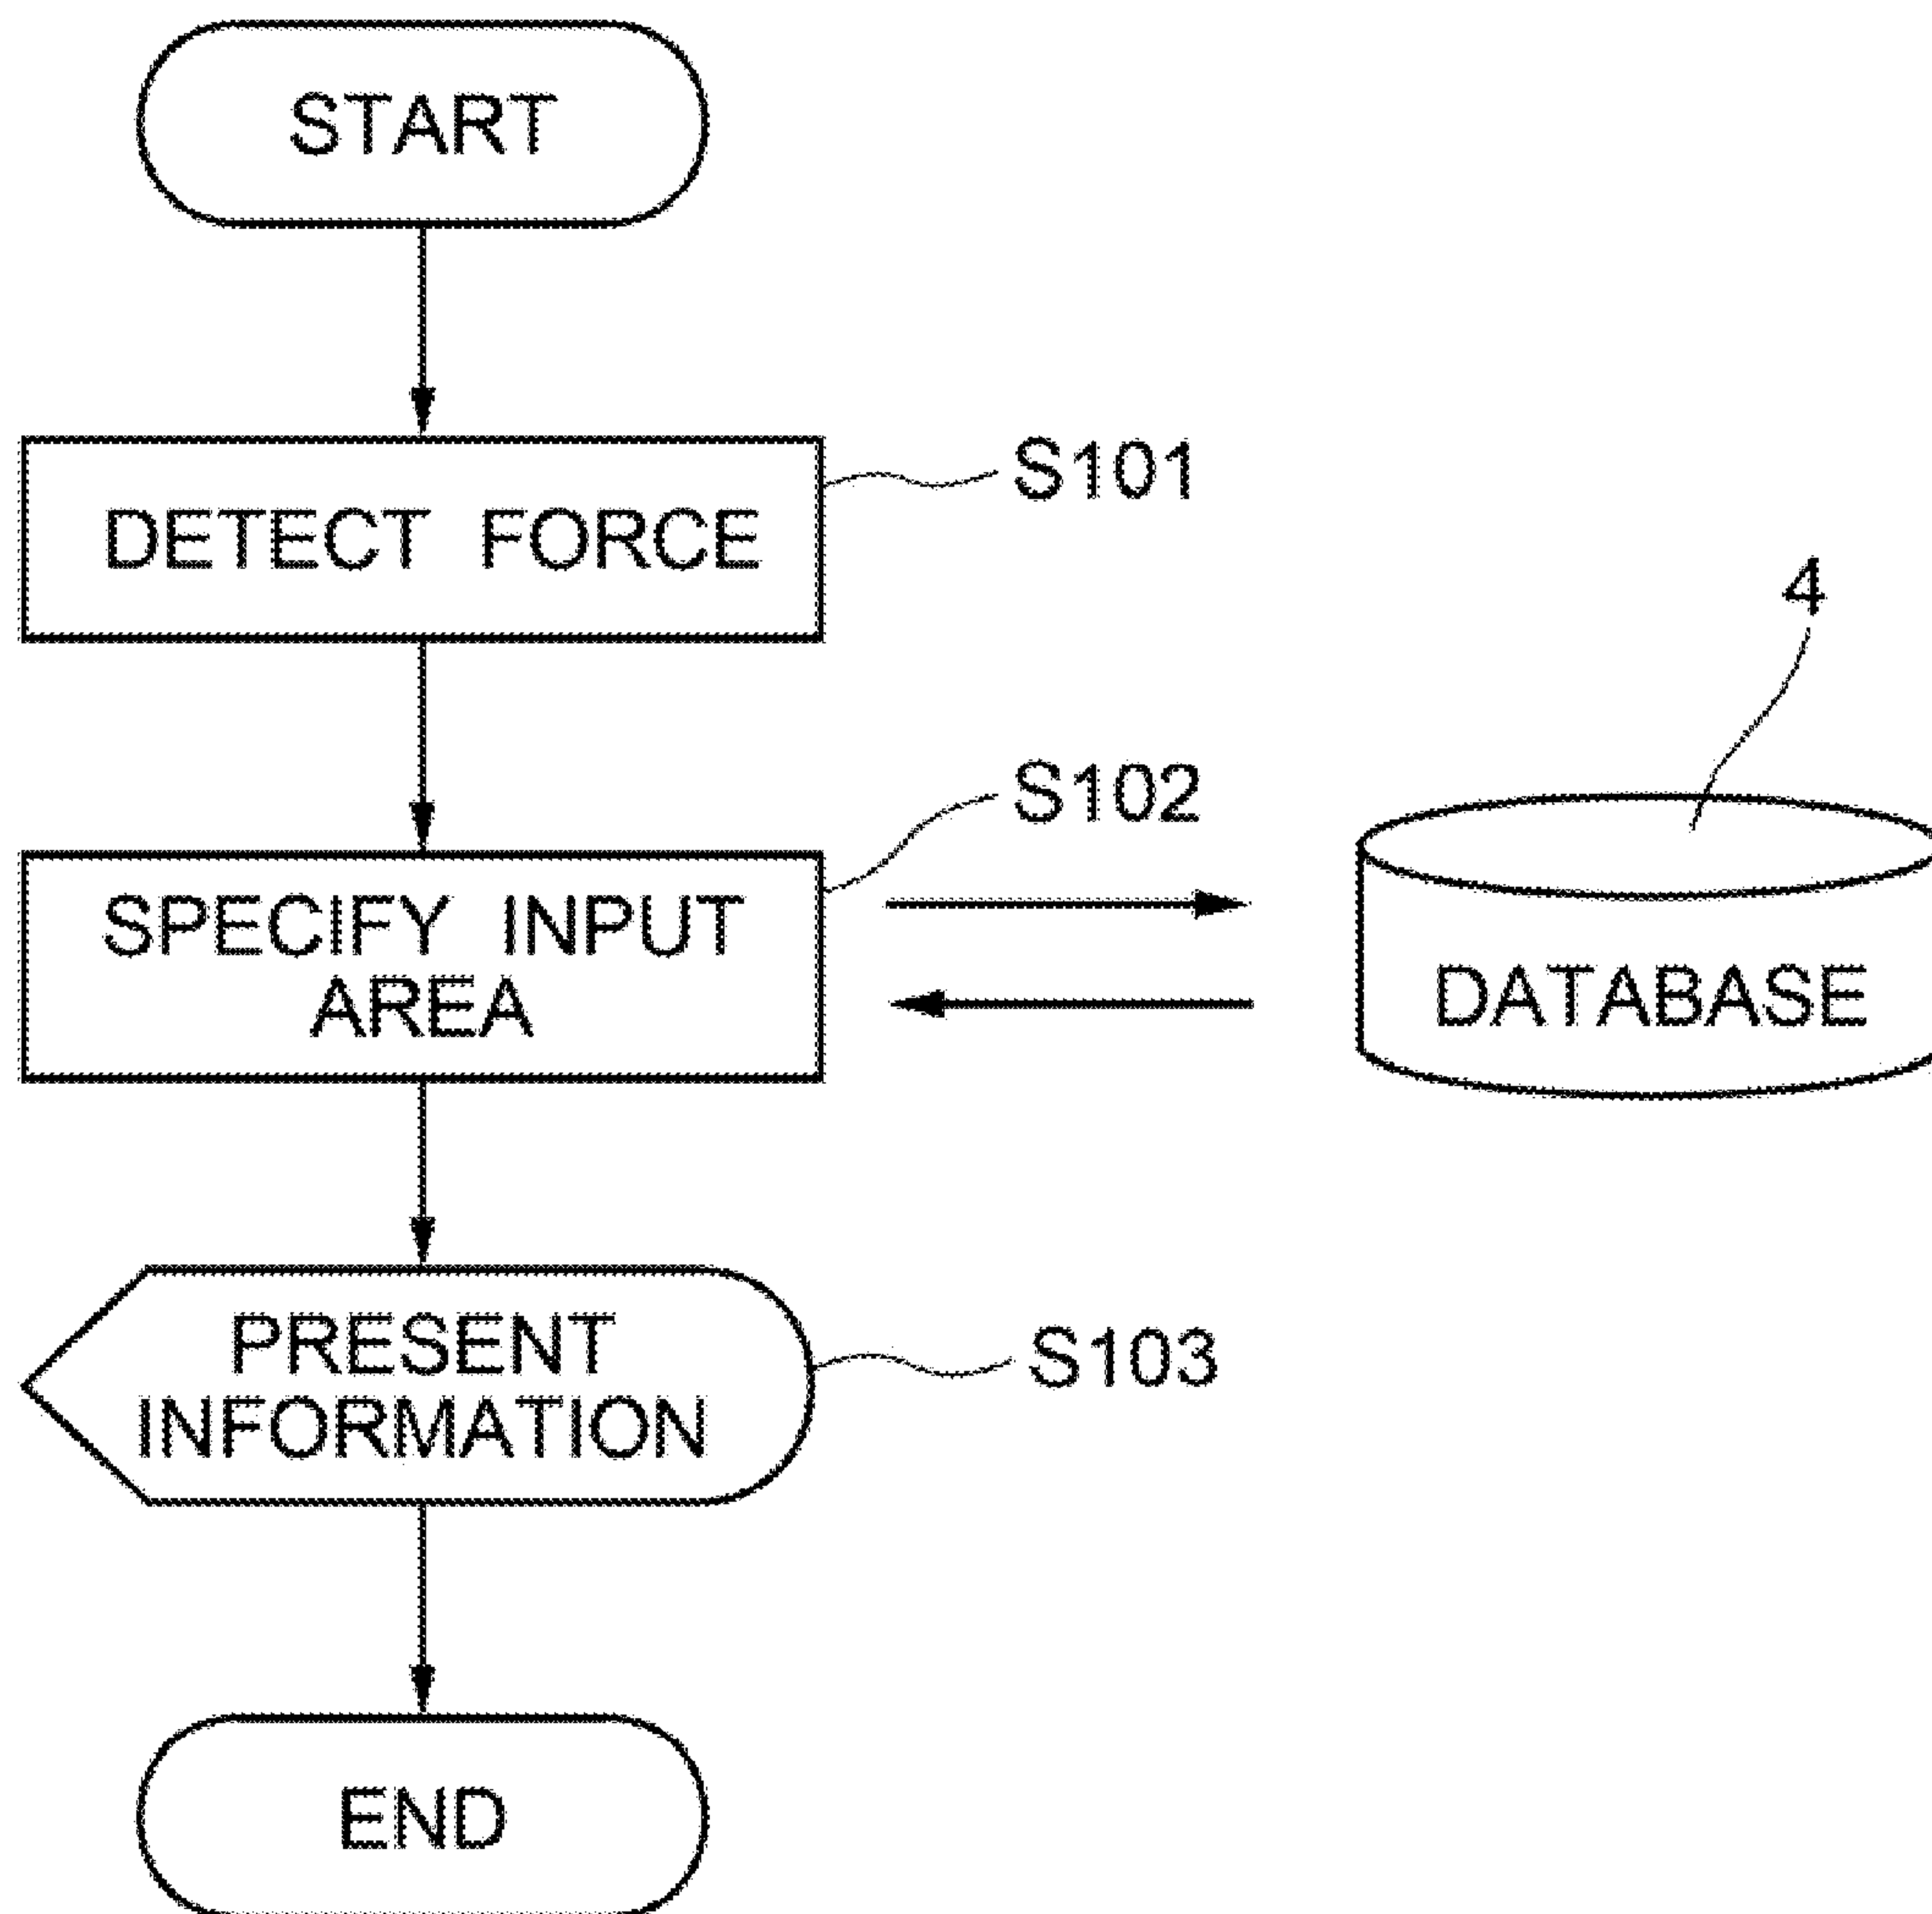 START
DETECT FORCE
S101
4
S102
SPECIFY INPUT
AREA
DATABASE
PRESENT
INFORMATION
S103
END